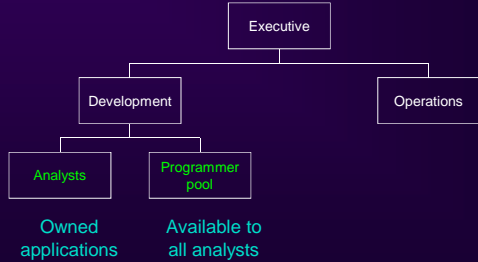 Executive
Development
Operations
Analysts
Programmer
pool
Owned
applications
Available to
all analysts